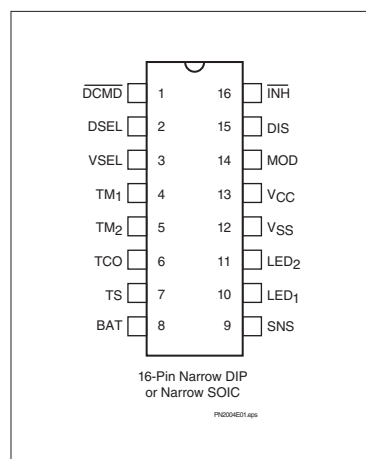 DCMD 1 16 INH
DSEL 2 15 DIS
VSEL 3 14 MOD
TM1 4 13 VCC
TM2 5 12 VSS
TCO 6 11 LED2
TS 7 10 LED1
BAT 8 9 SNS
16-Pin Narrow DIP
or Narrow SOIC
PN2004E01.eps